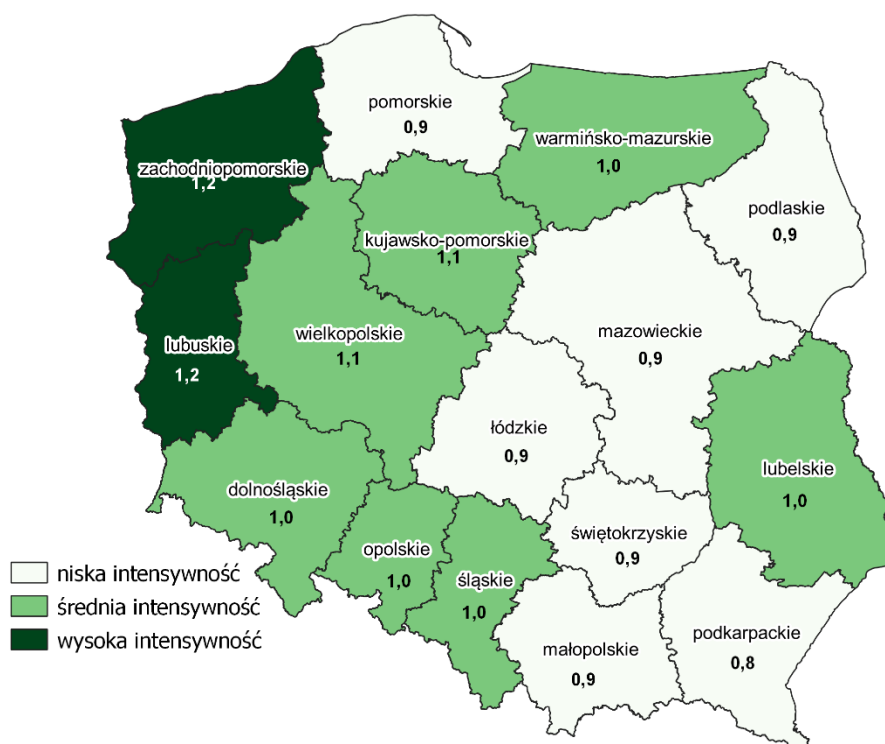 pomorskie
0,9
warmińsko-mazurskie
1,0
zachodniopomorskie
1,2
podlaskie
0,9
kujawsko-pomorskie
1,1
mazowieckie
0,9
wielkopolskie
1,1
lubuskie
1,2
łódzkie
0,9
lubelskie
1,0
dolnośląskie
1,0
świętokrzyskie
0,9
opolskie
1,0
śląskie
1,0
podkarpackie
0,8
małopolskie
0,9
niska intensywność
średnia intensywność
wysoka intensywność